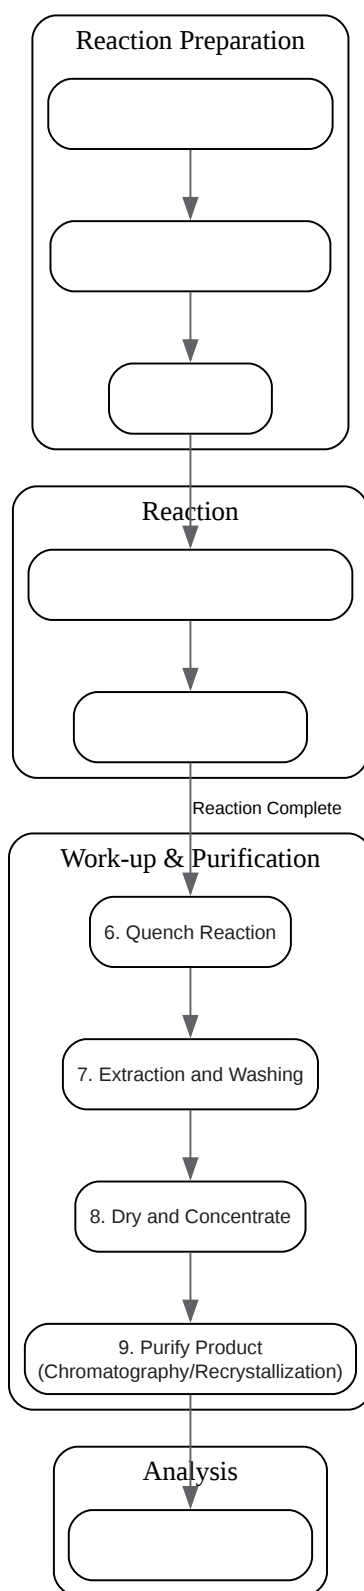 Reaction Preparation
Reaction
Reaction Complete
Work-up & Purification
6. Quench Reaction
7. Extraction and Washing
8. Dry and Concentrate
9. Purify Product
(Chromatography/Recrystallization)
Analysis